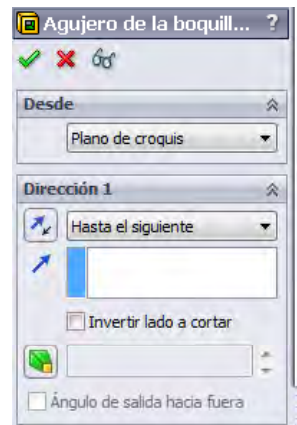 Agujero de la boquill... ?
Desde
Plano de croquis
Dirección 1
Hasta el siguiente
Invertir lado a cortar
Ángulo de salida hacia fuera